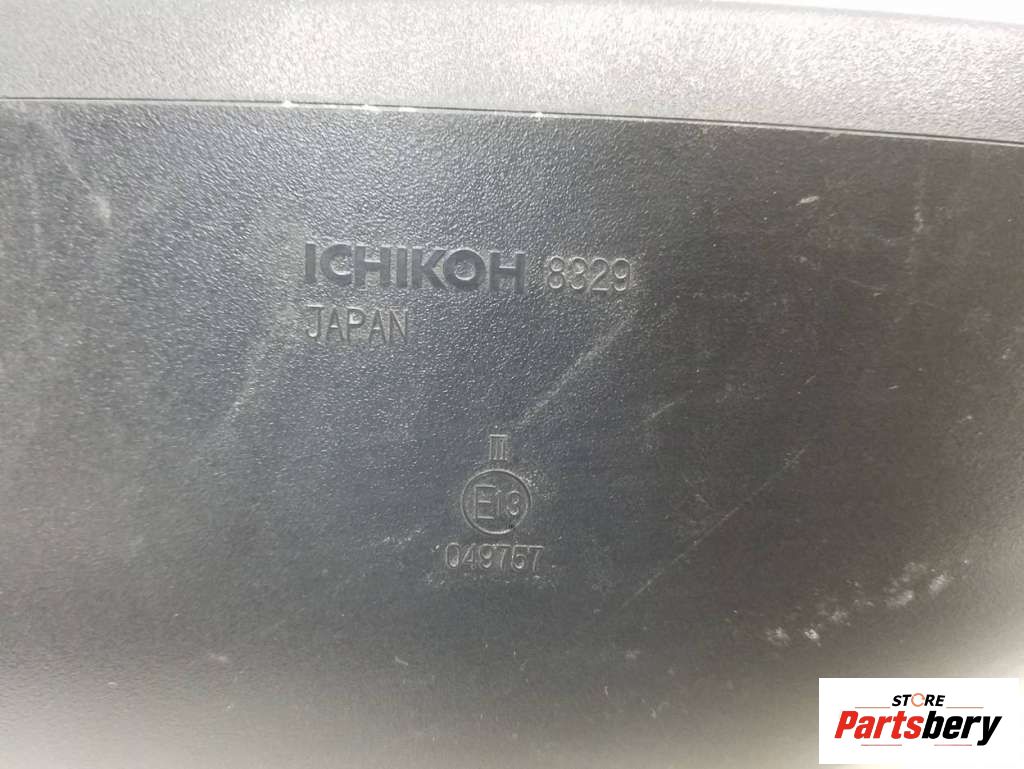 ICHIKOH 8329
JAPAN
III
E13
049757
STORE
Partsbery